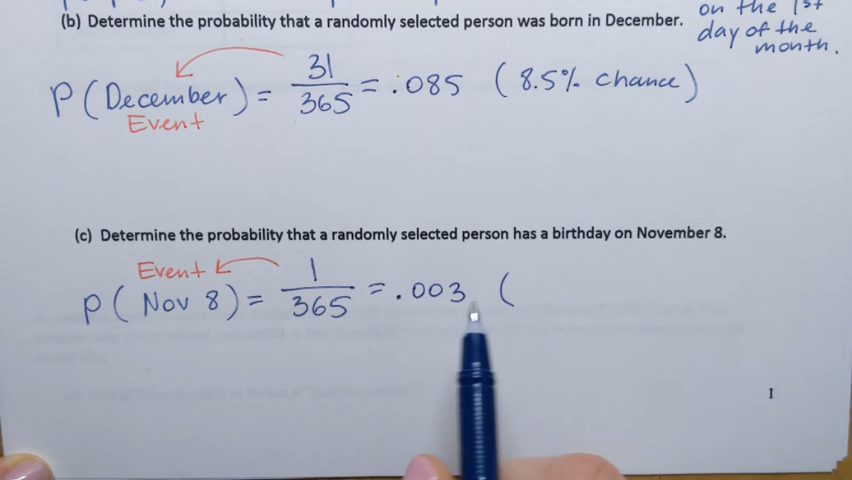 on the 1st
(b) Determine the probability that a randomly selected person was born in December.
day of the
month.
P(December) = 31/365 = .085 (8.5% chance)
Event
(c) Determine the probability that a randomly selected person has a birthday on November 8.
Event
P(Nov 8) = 1/365 = .003 (
1